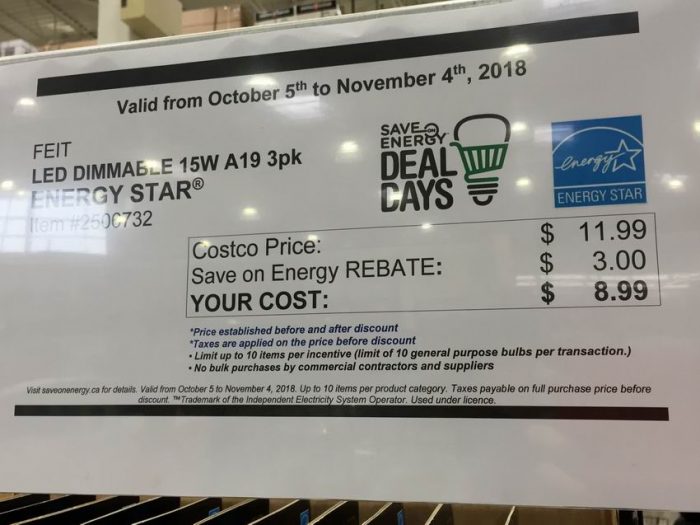 Valid from October 5th to November 4th, 2018
FEIT
LED DIMMABLE 15W A19 3pk
ENERGY STAR®
Item #2506732
SAVE ON
ENERGY
DEAL
DAYS
energy
ENERGY STAR
Costco Price: $ 11.99
Save on Energy REBATE: $ 3.00
YOUR COST: $ 8.99
*Price established before and after discount
*Taxes are applied on the price before discount
• Limit up to 10 items per incentive (limit of 10 general purpose bulbs per transaction.)
• No bulk purchases by commercial contractors and suppliers
Visit saveonenergy.ca for details. Valid from October 5 to November 4, 2018. Up to 10 items per product category. Taxes payable on full purchase price before
discount. ™Trademark of the Independent Electricity System Operator. Used under licence.